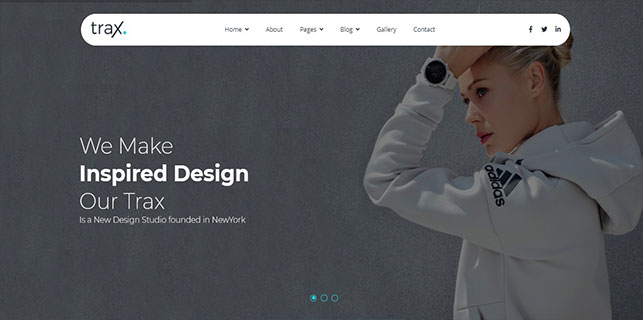 traX.
Home
About
Pages
Blog
Gallery
Contact
We Make
Inspired Design
Our Trax
Is a New Design Studio founded in NewYork
adidas